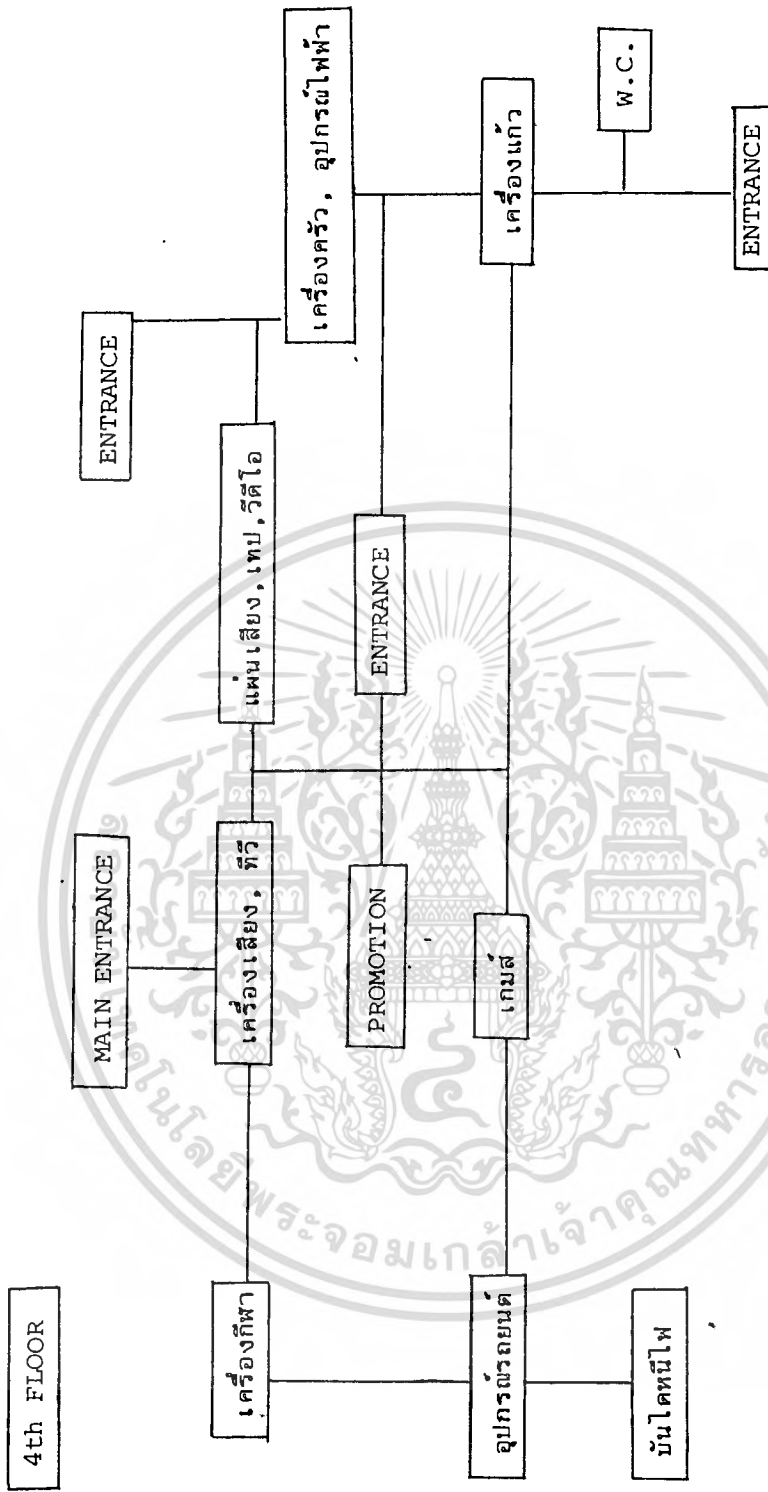 4th FLOOR
MAIN ENTRANCE
ENTRANCE
เครื่องกีฬา
เครื่องเสียง, ทีวี
แผ่นเสียง,เทป,วีดีโอ
เครื่องครัว, อุปกรณ์ไฟฟ้า
PROMOTION
ENTRANCE
อุปกรณ์รถยนต์
เกมส์
เครื่องแก้ว
บันไดหนีไฟ
W.C.
ENTRANCE